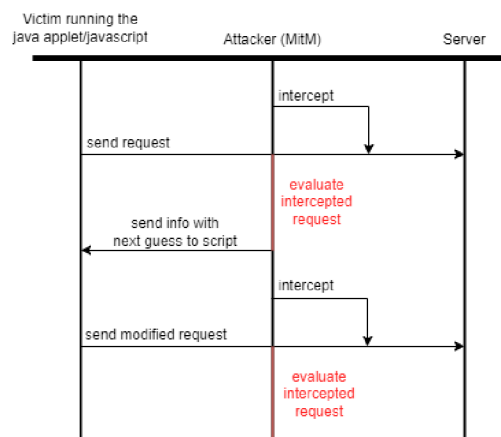 Victim running the
java applet/javascript
Attacker (MitM)
Server
intercept
send request
evaluate
intercepted
request
send info with
next guess to script
intercept
send modified request
evaluate
intercepted
request